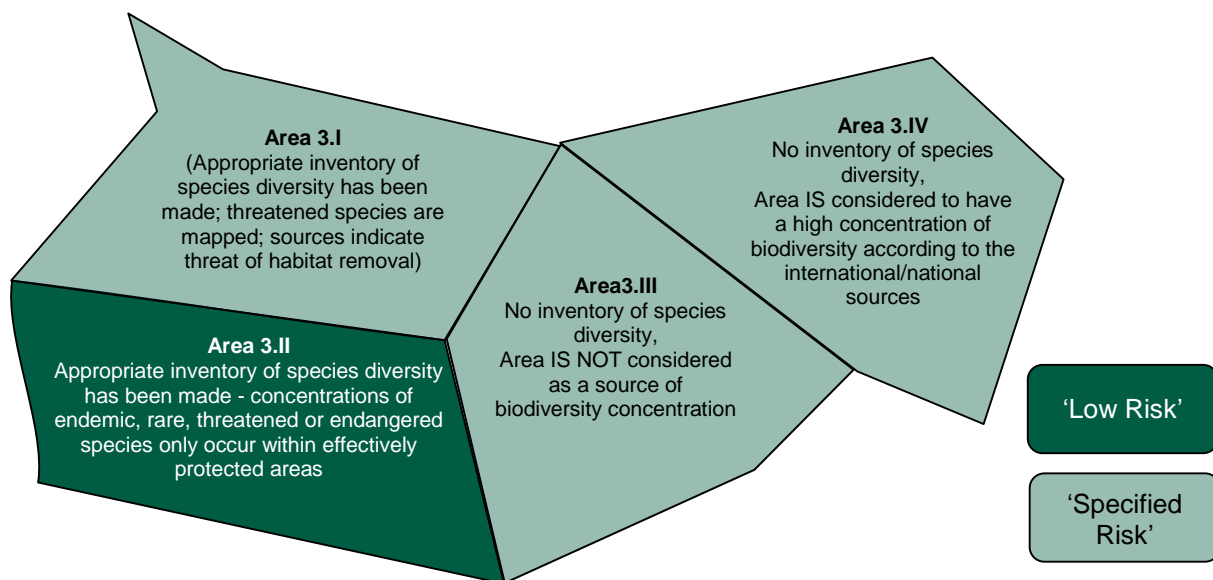 Area 3.I
(Appropriate inventory of
species diversity has been
made; threatened species are
mapped; sources indicate
threat of habitat removal)
Area 3.II
Appropriate inventory of species diversity
has been made - concentrations of
endemic, rare, threatened or endangered
species only occur within effectively
protected areas
Area3.III
No inventory of species
diversity,
Area IS NOT considered
as a source of
biodiversity concentration
Area 3.IV
No inventory of species
diversity,
Area IS considered to have
a high concentration of
biodiversity according to the
international/national
sources
‘Low Risk’
‘Specified
Risk’